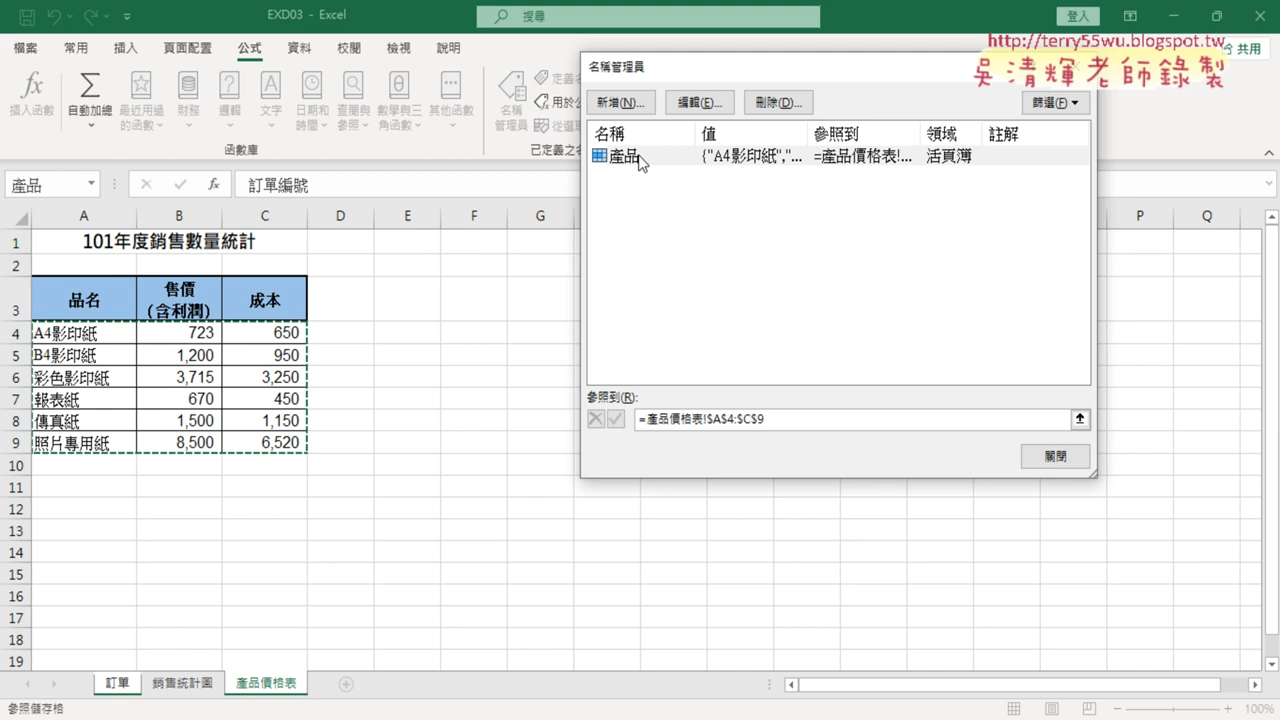 EXD03 - Excel
搜尋
登入
http://terry55wu.blogspot.tw
吳清輝老師錄製
檔案 常用 插入 頁面配置 公式 資料 校閱 檢視 說明
共用
插入函數
自動加總
最近用過的函數
財務
邏輯
文字
日期和時間
查閱與參照
數學與三角函數
其他函數
名稱管理員
定義名
用於公
從選
函數庫
已定義之名
產品
fx 訂單編號
A B C D E F G P Q
1 101年度銷售數量統計
2
3 品名 售價(含利潤) 成本
4 A4影印紙 723 650
5 B4影印紙 1,200 950
6 彩色影印紙 3,715 3,250
7 報表紙 670 450
8 傳真紙 1,500 1,150
9 照片專用紙 8,500 6,520
10
11
12
13
14
15
16
17
18
19
名稱管理員
新增(N)... 編輯(E)... 刪除(D)... 篩選(F)
名稱 值 參照到 領域 註解
產品 {"A4影印紙","... =產品價格表!... 活頁簿
參照到(R):
=產品價格表!$A$4:$C$9
關閉
訂單 銷售統計圖 產品價格表
參照儲存格
100%